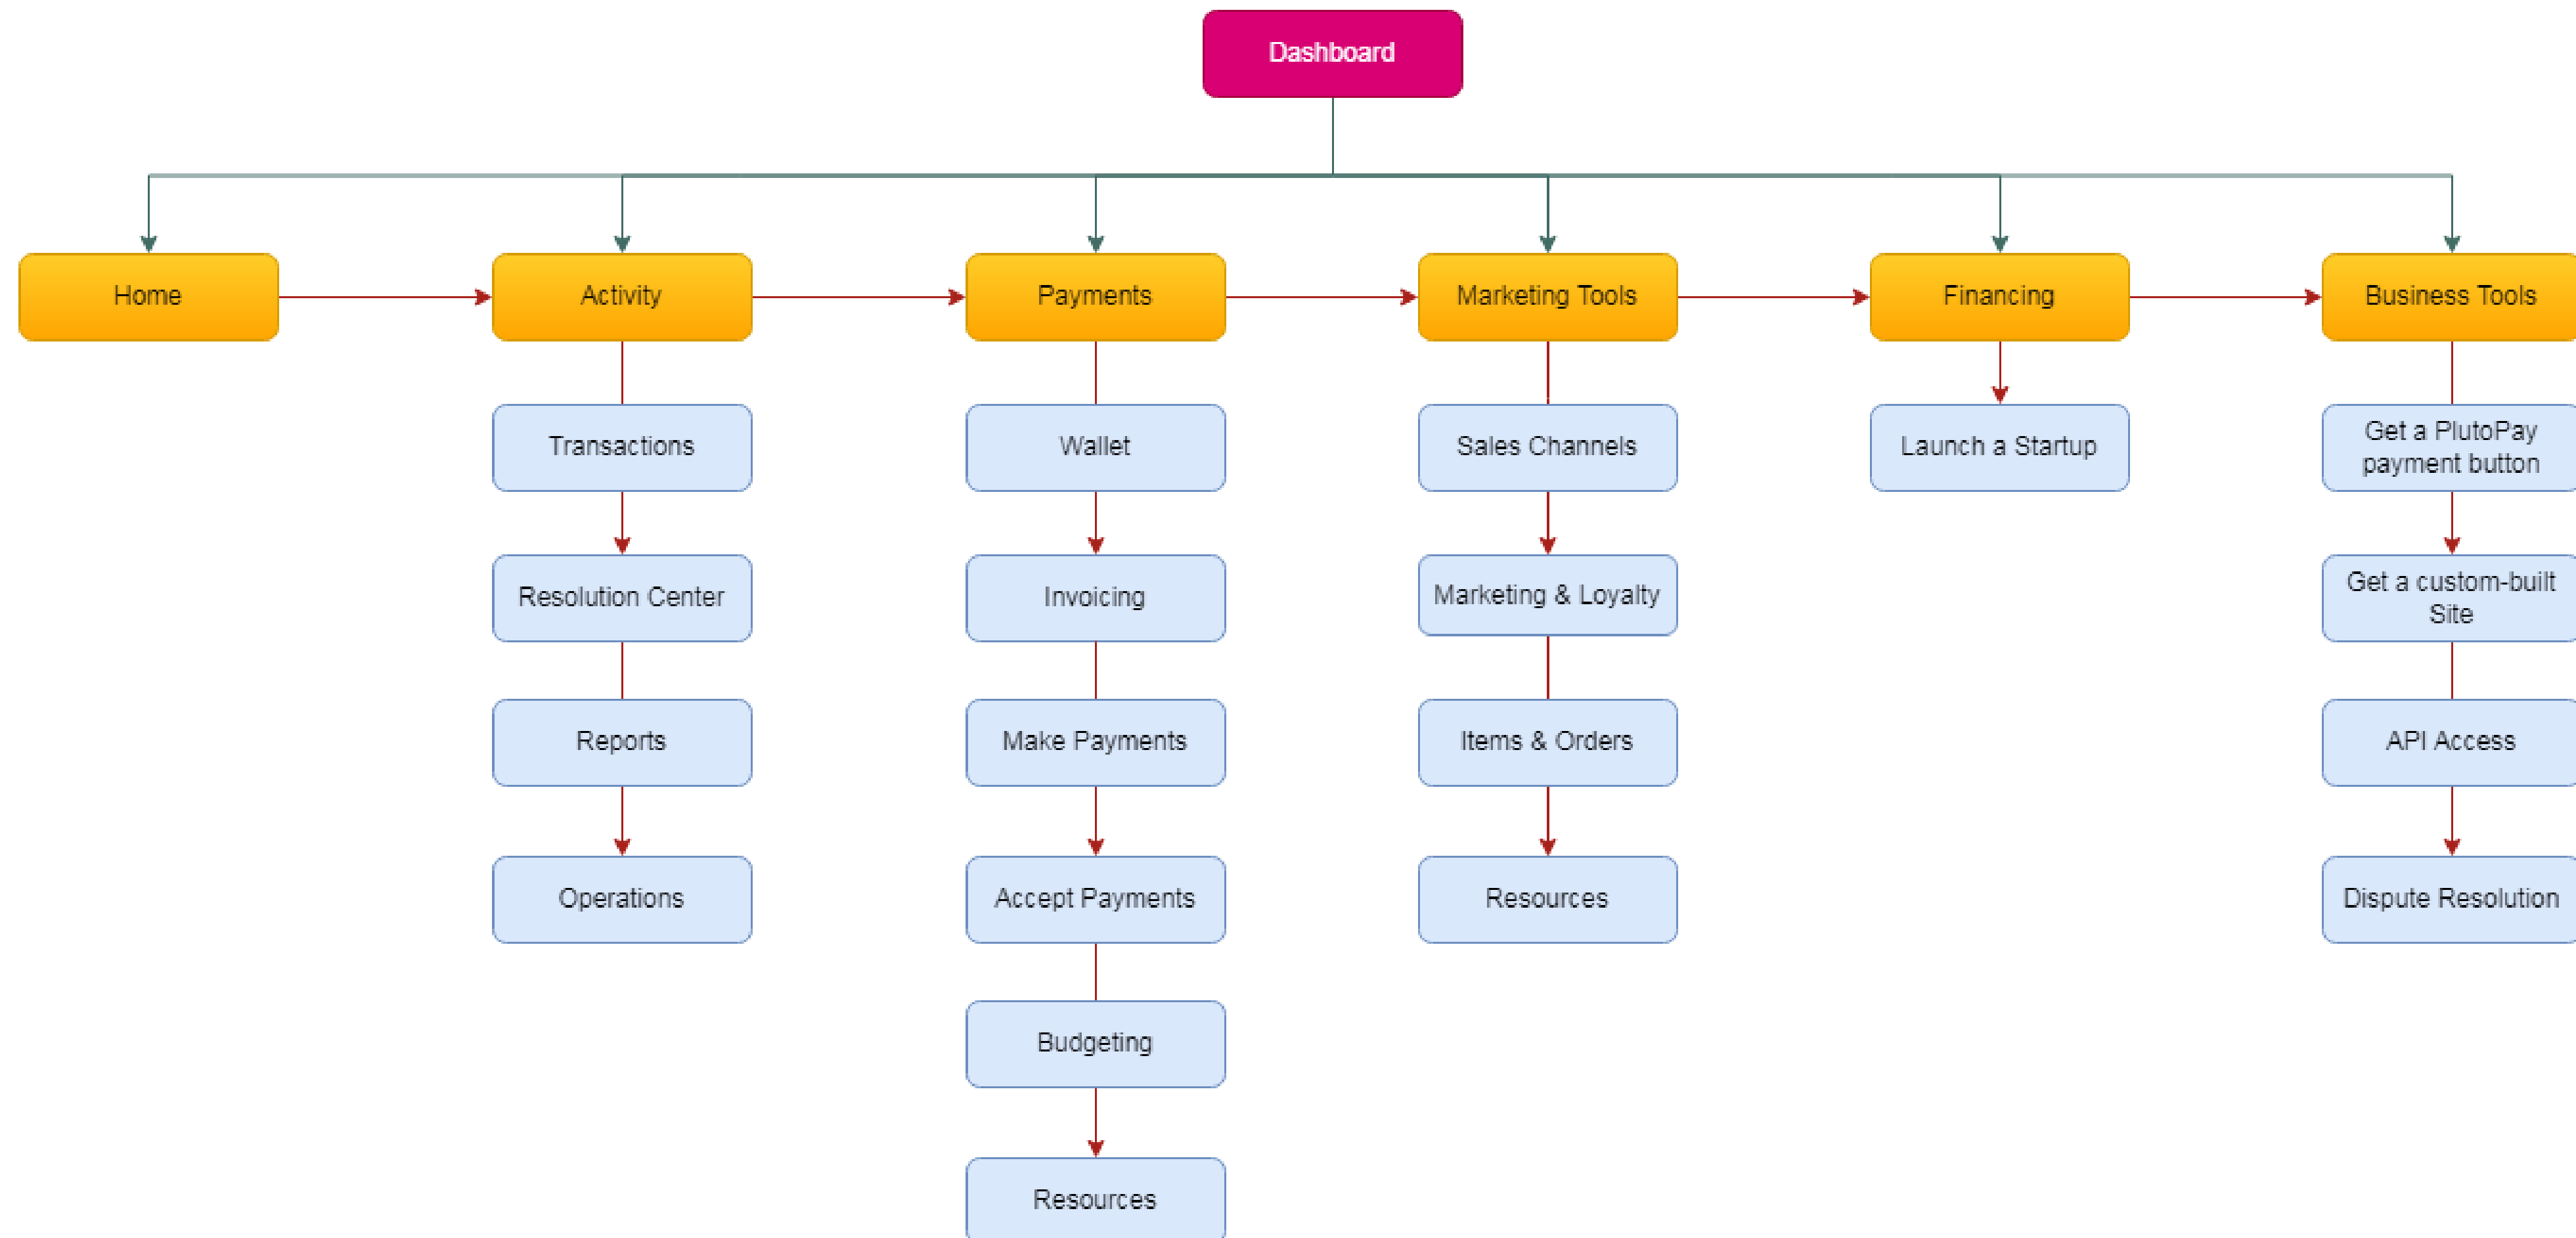 Dashboard
Home
Activity
Payments
Marketing Tools
Financing
Business Tools
Transactions
Wallet
Sales Channels
Launch a Startup
Get a PlutoPay
payment button
Resolution Center
Invoicing
Marketing & Loyalty
Get a custom-built
Site
Reports
Make Payments
Items & Orders
API Access
Operations
Accept Payments
Resources
Dispute Resolution
Budgeting
Resources